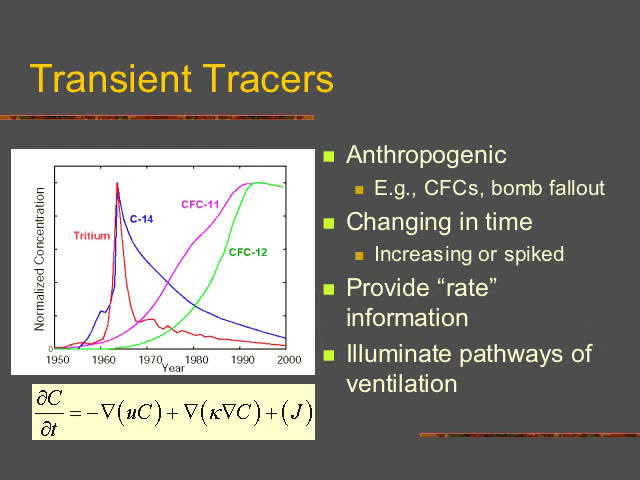 Transient Tracers
Normalized Concentration
Tritium
C-14
CFC-11
CFC-12
1950 1960 1970 1980 1990 2000
Year
∂C/∂t = −∇(uC) + ∇(κ∇C) + (J)
Anthropogenic
E.g., CFCs, bomb fallout
Changing in time
Increasing or spiked
Provide “rate”
information
Illuminate pathways of
ventilation